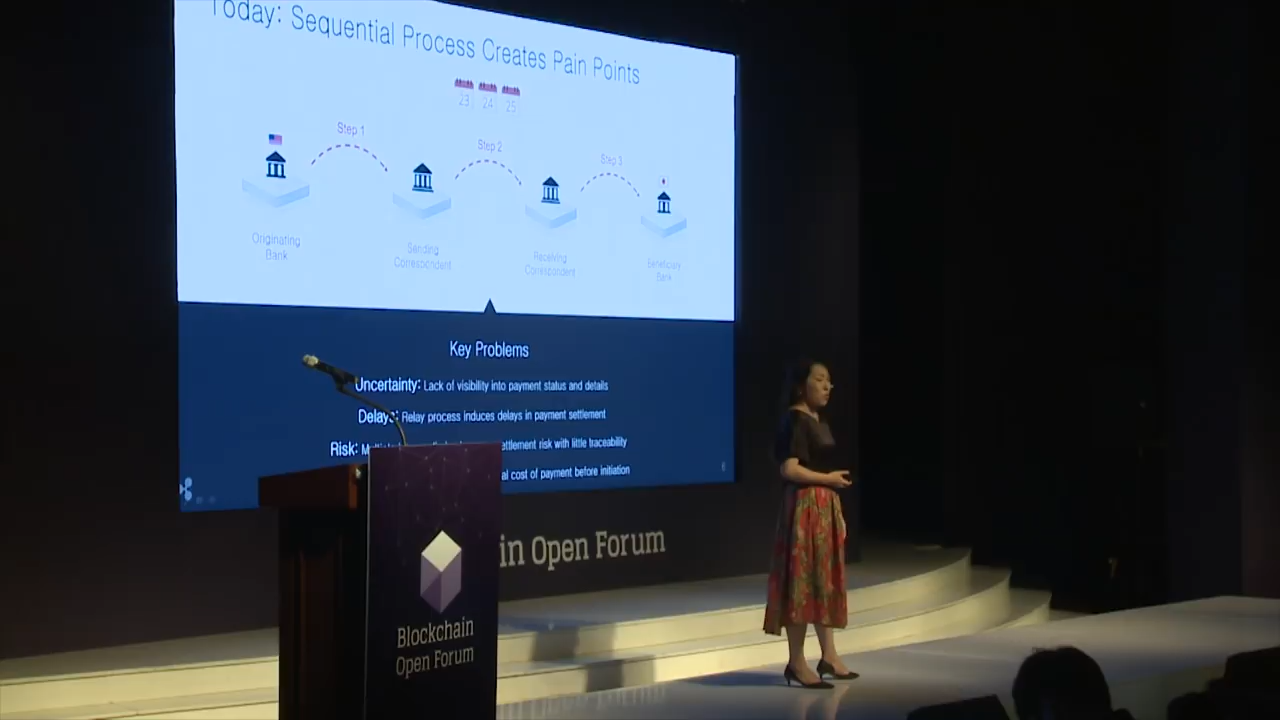 Today: Sequential Process Creates Pain Points
23 24 25
Step 1
Step 2
Step 3
Originating
Bank
Sending
Correspondent
Receiving
Correspondent
Beneficiary
Bank
Key Problems
Uncertainty: Lack of visibility into payment status and details
Delays: Relay process induces delays in payment settlement
Risk: settlement risk with little traceability
cost of payment before initiation
in Open Forum
Blockchain
Open Forum